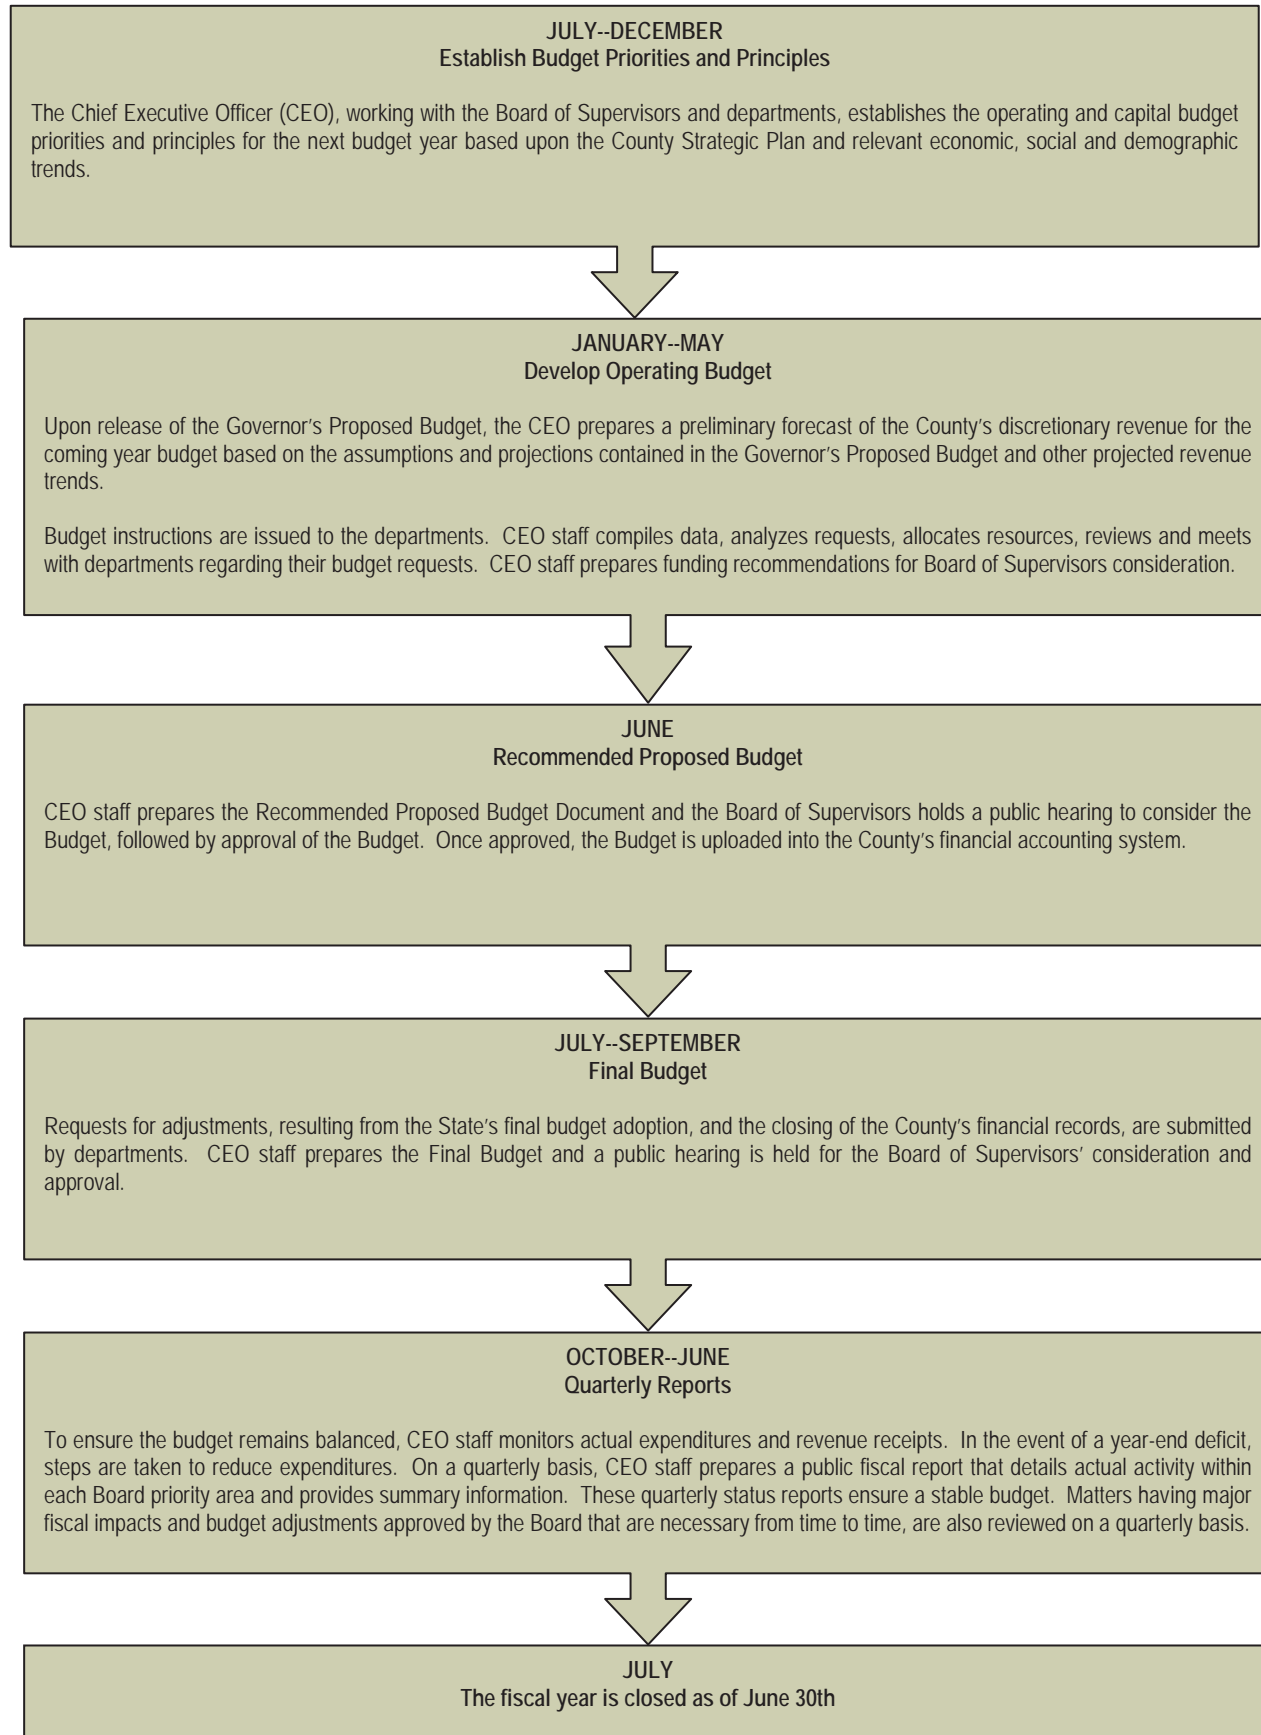 JULY--DECEMBER
Establish Budget Priorities and Principles
The Chief Executive Officer (CEO), working with the Board of Supervisors and departments, establishes the operating and capital budget
priorities and principles for the next budget year based upon the County Strategic Plan and relevant economic, social and demographic
trends.
JANUARY--MAY
Develop Operating Budget
Upon release of the Governor's Proposed Budget, the CEO prepares a preliminary forecast of the County's discretionary revenue for the
coming year budget based on the assumptions and projections contained in the Governor's Proposed Budget and other projected revenue
trends.
Budget instructions are issued to the departments. CEO staff compiles data, analyzes requests, allocates resources, reviews and meets
with departments regarding their budget requests. CEO staff prepares funding recommendations for Board of Supervisors consideration.
JUNE
Recommended Proposed Budget
CEO staff prepares the Recommended Proposed Budget Document and the Board of Supervisors holds a public hearing to consider the
Budget, followed by approval of the Budget. Once approved, the Budget is uploaded into the County's financial accounting system.
JULY--SEPTEMBER
Final Budget
Requests for adjustments, resulting from the State's final budget adoption, and the closing of the County's financial records, are submitted
by departments. CEO staff prepares the Final Budget and a public hearing is held for the Board of Supervisors' consideration and
approval.
OCTOBER--JUNE
Quarterly Reports
To ensure the budget remains balanced, CEO staff monitors actual expenditures and revenue receipts. In the event of a year-end deficit,
steps are taken to reduce expenditures. On a quarterly basis, CEO staff prepares a public fiscal report that details actual activity within
each Board priority area and provides summary information. These quarterly status reports ensure a stable budget. Matters having major
fiscal impacts and budget adjustments approved by the Board that are necessary from time to time, are also reviewed on a quarterly basis.
JULY
The fiscal year is closed as of June 30th